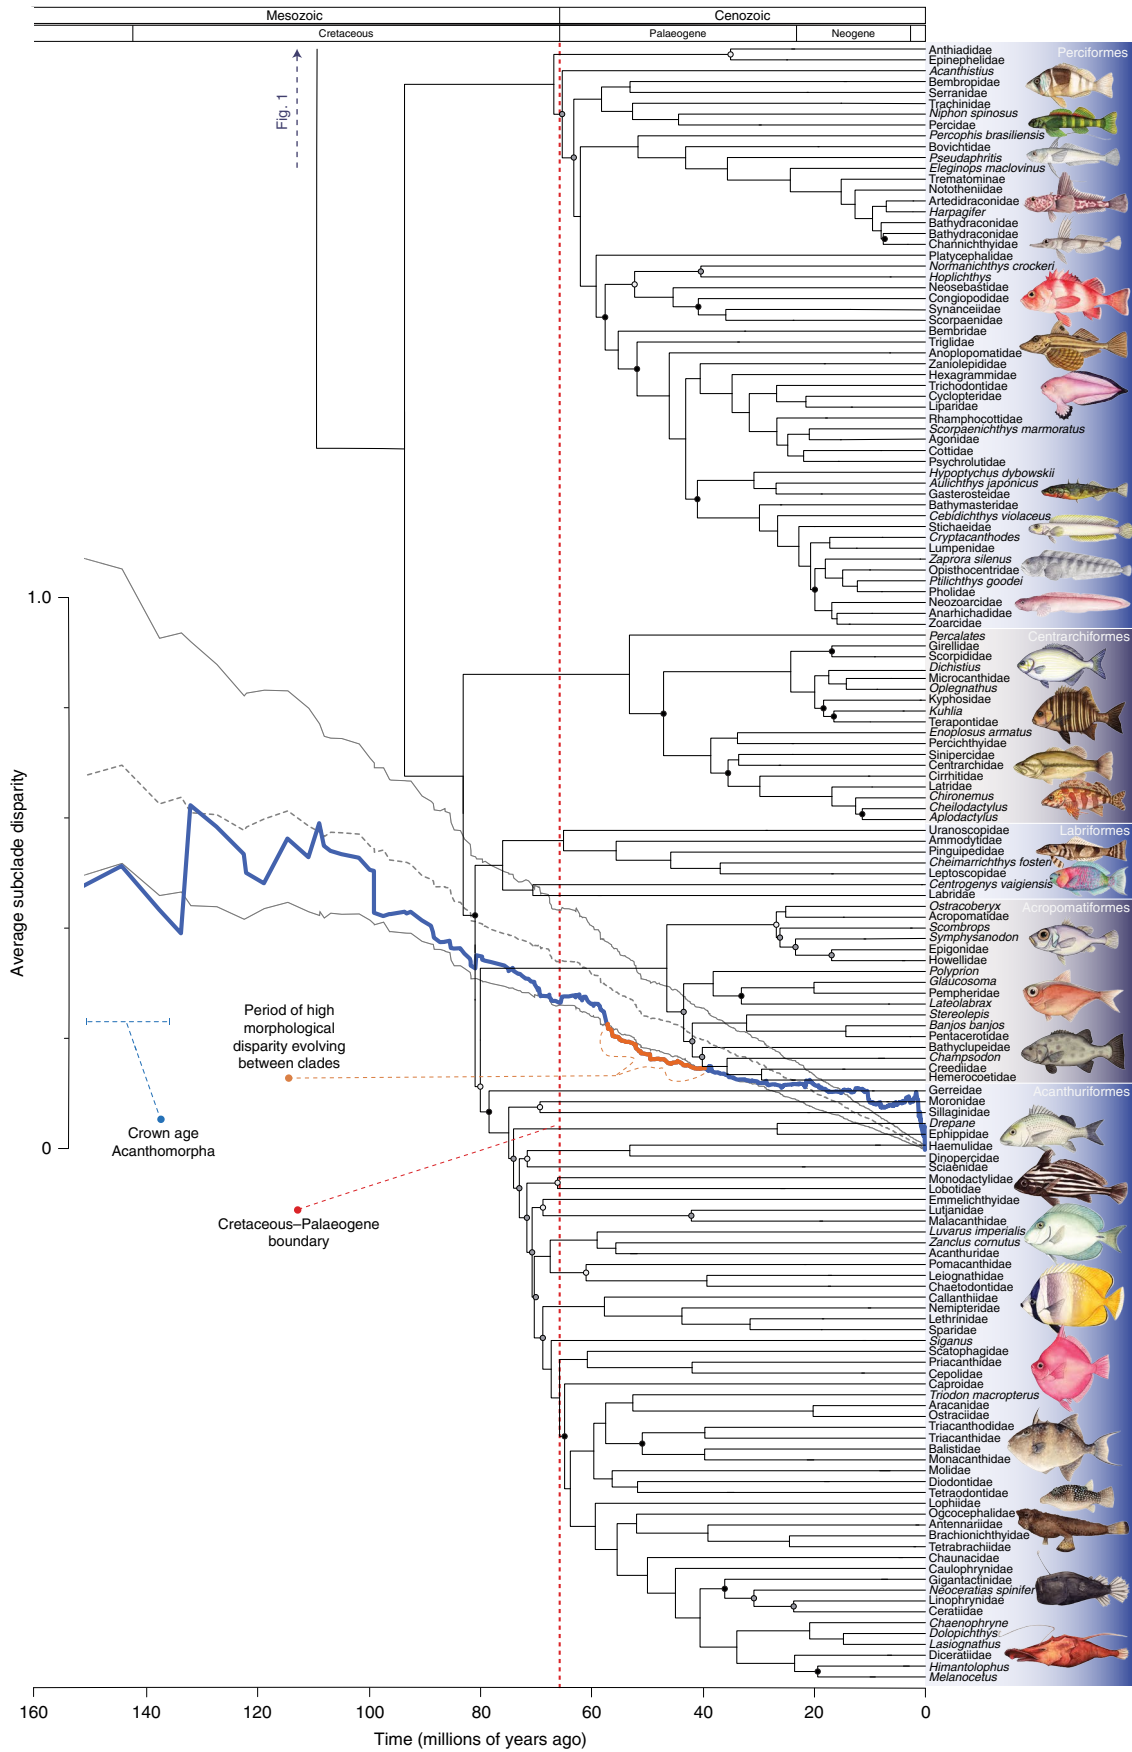 Mesozoic
Cenozoic
Cretaceous
Palaeogene
Neogene
Fig. 1
Perciformes
Anthiadidae
Epinephelidae
Acanthistius
Bembropidae
Serranidae
Trachinidae
Niphon spinosus
Percidae
Percophis brasiliensis
Bovichtidae
Pseudaphritis
Eleginops maclovinus
Trematominae
Nototheniidae
Artedidraconidae
Harpagifer
Bathydraconidae
Bathydraconidae
Channichthyidae
Platycephalidae
Normanichthys crockeri
Hoplichthys
Neosebastidae
Congiopodidae
Synanceiidae
Scorpaenidae
Bembridae
Triglidae
Anoplopomatidae
Zaniolepididae
Hexagrammidae
Trichodontidae
Cyclopteridae
Liparidae
Rhamphocottidae
Scorpaenichthys marmoratus
Agonidae
Cottidae
Psychrolutidae
Hypoptychus dybowskii
Aulichthys japonicus
Gasterosteidae
Bathymasteridae
Cebidichthys violaceus
Stichaeidae
Cryptacanthodes
Lumpenidae
Zaprora silenus
Opisthocentridae
Ptilichthys goodei
Pholidae
Neozoarcidae
Anarhichadidae
Zoarcidae
Centrarchiformes
Percalates
Girellidae
Scorpididae
Dichistius
Microcanthidae
Oplegnathus
Kyphosidae
Kuhlia
Terapontidae
Enoplosus armatus
Percichthyidae
Sinipercidae
Centrarchidae
Cirrhitidae
Latridae
Chironemus
Cheilodactylus
Aplodactylus
Labriformes
Uranoscopidae
Ammodytidae
Pinguipedidae
Cheimarrichthys fosteri
Leptoscopidae
Centrogenys vaigiensis
Labridae
Acropomatiformes
Ostracoberyx
Acropomatidae
Scombrops
Symphysanodon
Epigonidae
Howellidae
Polyprion
Glaucosoma
Pempheridae
Lateolabrax
Stereolepis
Banjos banjos
Pentacerotidae
Bathyclupeidae
Champsodon
Creediidae
Hemerocoetidae
Acanthuriformes
Gerreidae
Moronidae
Sillaginidae
Drepane
Ephippidae
Haemulidae
Dinopercidae
Sciaenidae
Monodactylidae
Lobotidae
Emmelichthyidae
Lutjanidae
Malacanthidae
Luvarus imperialis
Zanclus cornutus
Acanthuridae
Pomacanthidae
Leiognathidae
Chaetodontidae
Callanthiidae
Nemipteridae
Lethrinidae
Sparidae
Siganus
Scatophagidae
Priacanthidae
Cepolidae
Caproidae
Triodon macropterus
Aracanidae
Ostraciidae
Triacanthodidae
Triacanthidae
Balistidae
Monacanthidae
Molidae
Diodontidae
Tetraodontidae
Lophiidae
Ogcocephalidae
Antennariidae
Brachionichthyidae
Tetrabrachiidae
Chaunacidae
Caulophrynidae
Gigantactinidae
Neoceratias spinifer
Linophrynidae
Ceratiidae
Chaenophryne
Dolopichthys
Lasiognathus
Diceratiidae
Himantolophus
Melanocetus
Average subclade disparity
1.0
0
Period of high
morphological
disparity evolving
between clades
Crown age
Acanthomorpha
Cretaceous–Palaeogene
boundary
160
140
120
100
80
60
40
20
0
Time (millions of years ago)